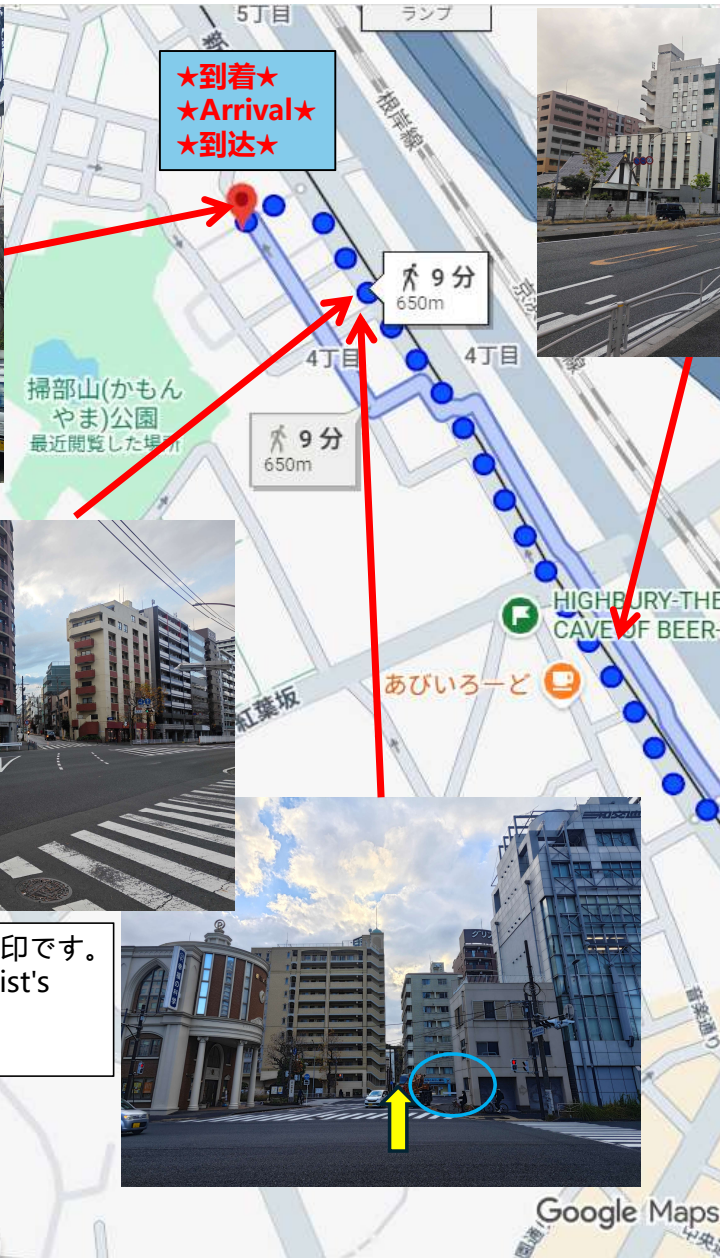 5丁目
ランプ
★到着★
★Arrival★
★到达★
根岸線
9 分
650m
4丁目
4丁目
掃部山(かもん
やま)公園
最近閲覧した場所
9 分
650m
HIGHBURY-THE
CAVE OF BEER-
あびいろーど
紅葉坂
印です。
ist's
グリン
音楽通り
Google Maps